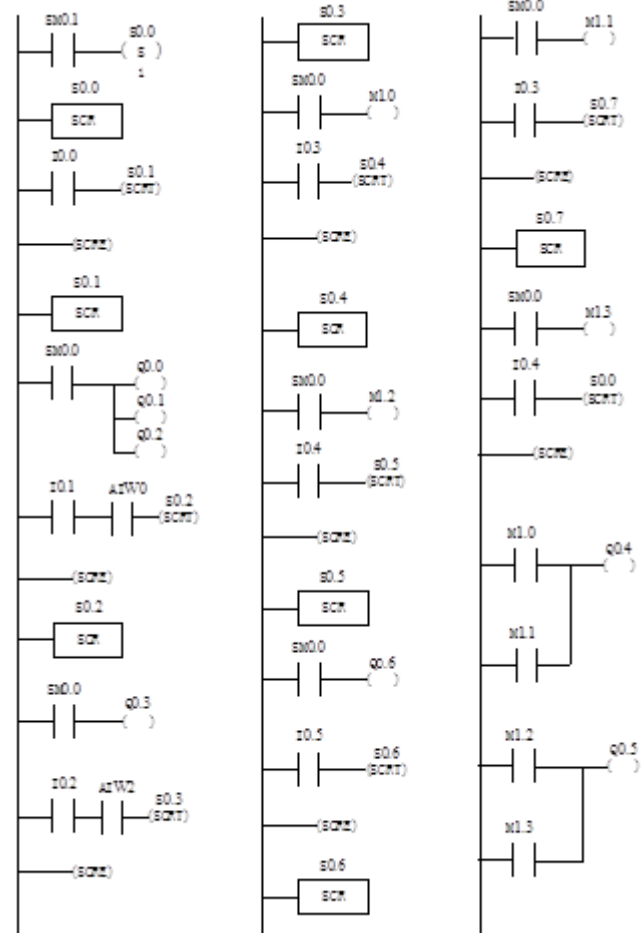 SM0.1
S0.0
( S )
1
S0.0
SCR
I0.0
S0.1
(SCRT)
(SCRE)
S0.1
SCR
SM0.0
Q0.0
( )
Q0.1
( )
Q0.2
( )
I0.1 AIW0
S0.2
(SCRT)
(SCRE)
S0.2
SCR
SM0.0
Q0.3
( )
I0.2 AIW2
S0.3
(SCRT)
(SCRE)
S0.3
SCR
SM0.0
M1.0
( )
I0.3
S0.4
(SCRT)
(SCRE)
S0.4
SCR
SM0.0
M1.2
( )
I0.4
S0.5
(SCRT)
(SCRE)
S0.5
SCR
SM0.0
Q0.6
( )
I0.5
S0.6
(SCRT)
(SCRE)
S0.6
SCR
SM0.0
M1.1
( )
I0.3
S0.7
(SCRT)
(SCRE)
S0.7
SCR
SM0.0
M1.3
( )
I0.4
S0.0
(SCRT)
(SCRE)
M1.0
Q0.4
( )
M1.1
M1.2
Q0.5
( )
M1.3